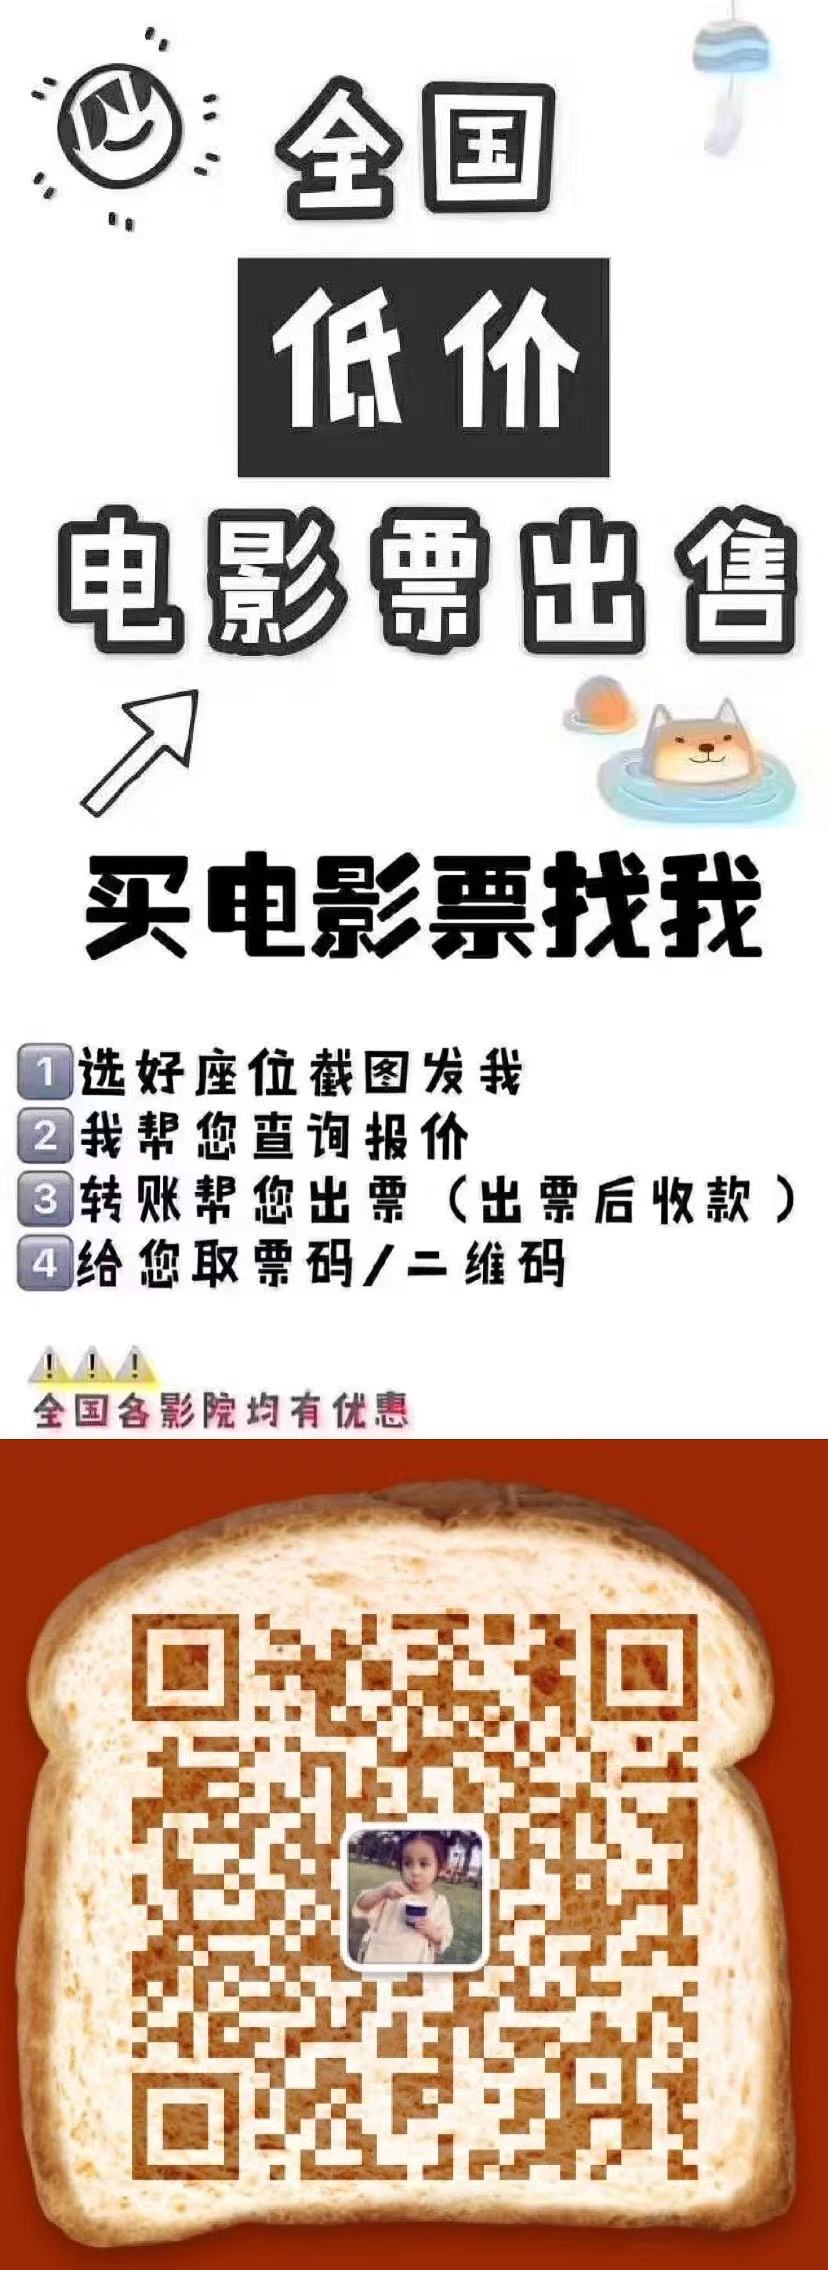 全国
低价
电影票出售
买电影票找我
1选好座位截图发我
2我帮您查询报价
3转账帮您出票（出票后收款）
4给您取票码/二维码
全国各影院均有优惠